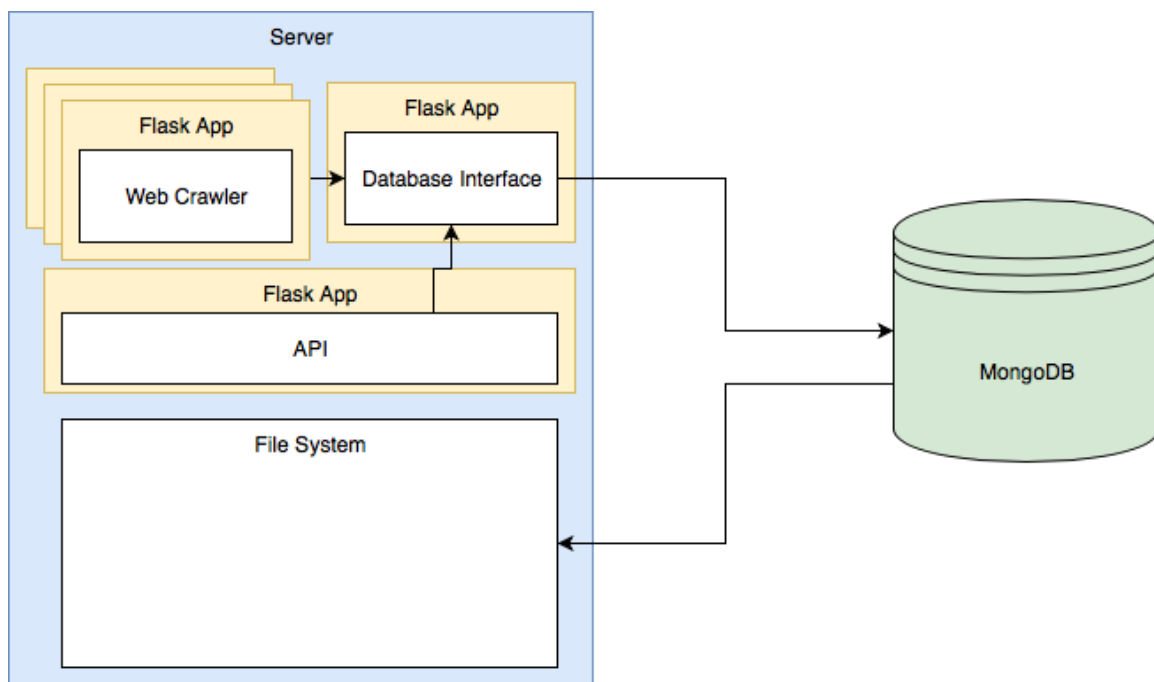 Server
Flask App
Web Crawler
Flask App
Database Interface
Flask App
API
File System
MongoDB